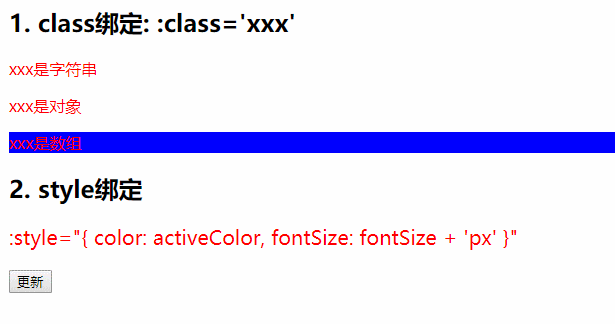 1. class绑定: :class='xxx'
xxx是字符串
xxx是对象
xxx是数组
2. style绑定
:style="{ color: activeColor, fontSize: fontSize + 'px' }"
更新